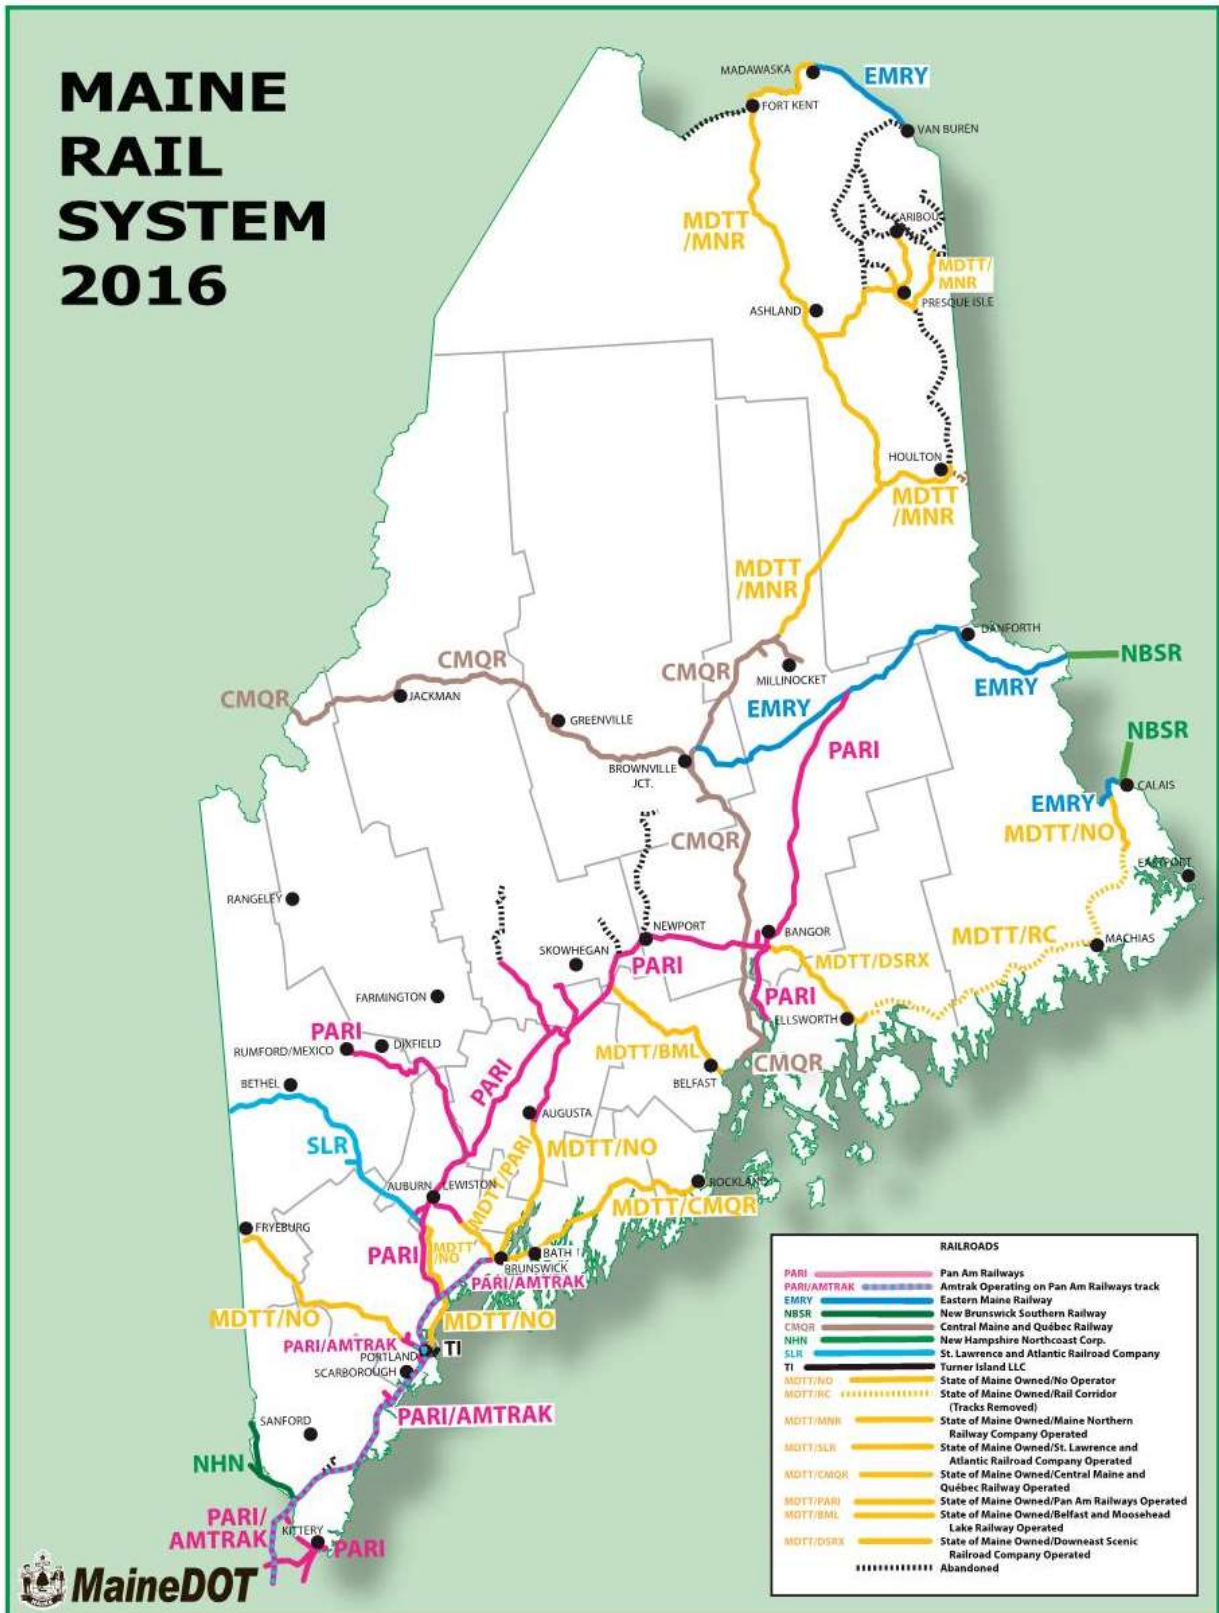 MAINE
RAIL
SYSTEM
2016
MADAWASKA
EMRY
FORT KENT
VAN BUREN
MDTT
/MNR
CARIBOU
MDTT/
MNR
PRESQUE ISLE
ASHLAND
HOULTON
MDTT
/MNR
MDTT
/MNR
DANFORTH
NBSR
CMQR
CMQR
MILLINOCKET
EMRY
CMQR
JACKMAN
EMRY
GREENVILLE
NBSR
PARI
BROWNVILLE
JCT.
CALAIS
EMRY
MDTT/NO
CMQR
EASTPORT
RANGELEY
NEWPORT
BANGOR
MDTT/RC
MACHIAS
SKOWHEGAN
PARI
MDTT/DSRX
FARMINGTON
PARI
ELLSWORTH
PARI
RUMFORD/MEXICO
DIXFIELD
MDTT/BML
CMQR
BETHEL
PARI
BELFAST
AUGUSTA
SLR
MDTT/PARI
MDTT/NO
AUBURN
LEWISTON
ROCKLAND
MDTT/CMQR
FRYEBURG
PARI
MDTT
/NO
BATH
BRUNSWICK
PARI/AMTRAK
MDTT/NO
MDTT/NO
PARI/AMTRAK
PORTLAND
TI
SCARBOROUGH
PARI/AMTRAK
SANFORD
NHN
PARI/
AMTRAK
KITTERY
PARI
MAINE
MaineDOT
RAILROADS
PARI Pan Am Railways
PARI/AMTRAK Amtrak Operating on Pan Am Railways track
EMRY Eastern Maine Railway
NBSR New Brunswick Southern Railway
CMQR Central Maine and Québec Railway
NHN New Hampshire Northcoast Corp.
SLR St. Lawrence and Atlantic Railroad Company
TI Turner Island LLC
MDTT/NO State of Maine Owned/No Operator
MDTT/RC State of Maine Owned/Rail Corridor
(Tracks Removed)
MDTT/MNR State of Maine Owned/Maine Northern
Railway Company Operated
MDTT/SLR State of Maine Owned/St. Lawrence and
Atlantic Railroad Company Operated
MDTT/CMQR State of Maine Owned/Central Maine and
Québec Railway Operated
MDTT/PARI State of Maine Owned/Pan Am Railways Operated
MDTT/BML State of Maine Owned/Belfast and Moosehead
Lake Railway Operated
MDTT/DSRX State of Maine Owned/Downeast Scenic
Railroad Company Operated
Abandoned